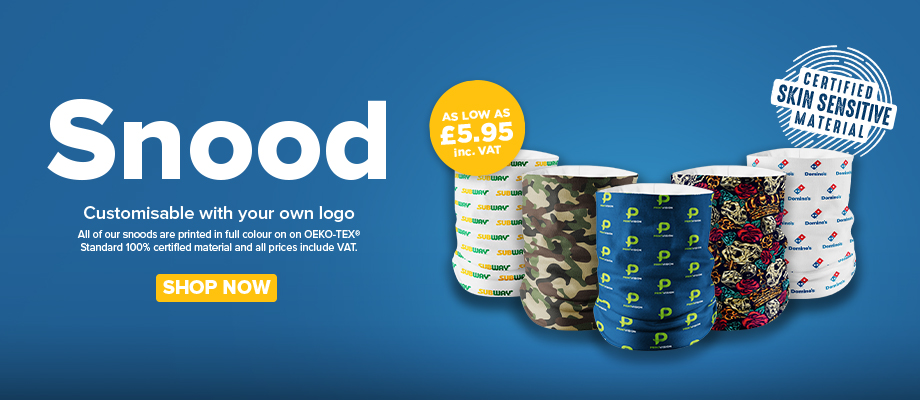 Snood
Customisable with your own logo
All of our snoods are printed in full colour on on OEKO-TEX®
Standard 100% certified material and all prices include VAT.
SHOP NOW
AS LOW AS
£5.95
inc. VAT
CERTIFIED
SKIN SENSITIVE
MATERIAL
SUBWAY
Domino's